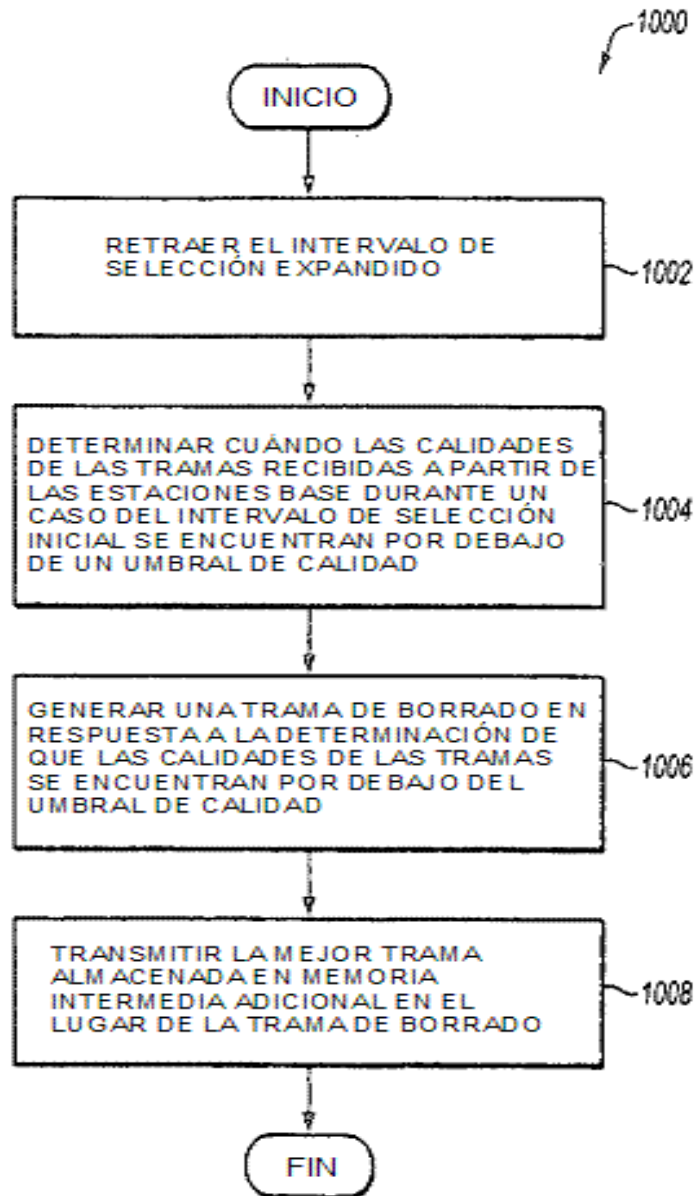 1000
INICIO
RETRAER EL INTERVALO DE
SELECCIÓN EXPANDIDO
1002
DETERMINAR CUÁNDO LAS CALIDADES
DE LAS TRAMAS RECIBIDAS A PARTIR DE
LAS ESTACIONES BASE DURANTE UN
CASO DEL INTERVALO DE SELECCIÓN
INICIAL SE ENCUENTRAN POR DEBAJO
DE UN UMBRAL DE CALIDAD
1004
GENERAR UNA TRAMA DE BORRADO EN
RESPUESTA A LA DETERMINACIÓN DE
QUE LAS CALIDADES DE LAS TRAMAS
SE ENCUENTRAN POR DEBAJO DEL
UMBRAL DE CALIDAD
1006
TRANSMITIR LA MEJOR TRAMA
ALMACENADA EN MEMORIA
INTERMEDIA ADICIONAL EN EL
LUGAR DE LA TRAMA DE BORRADO
1008
FIN